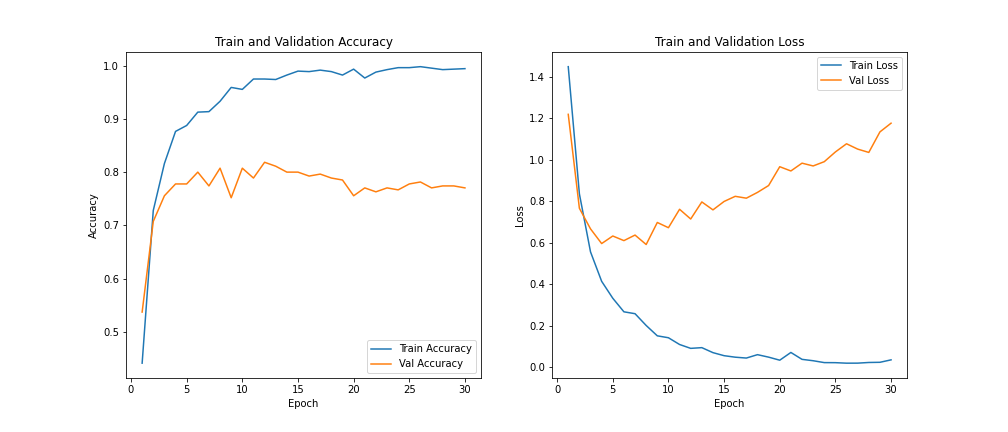 Train and Validation Accuracy
1.0
0.9
0.8
0.7
0.6
0.5
Accuracy
0
5
10
15
20
25
30
Epoch
Train Accuracy
Val Accuracy
Train and Validation Loss
1.4
1.2
1.0
0.8
0.6
0.4
0.2
0.0
Loss
0
5
10
15
20
25
30
Epoch
Train Loss
Val Loss